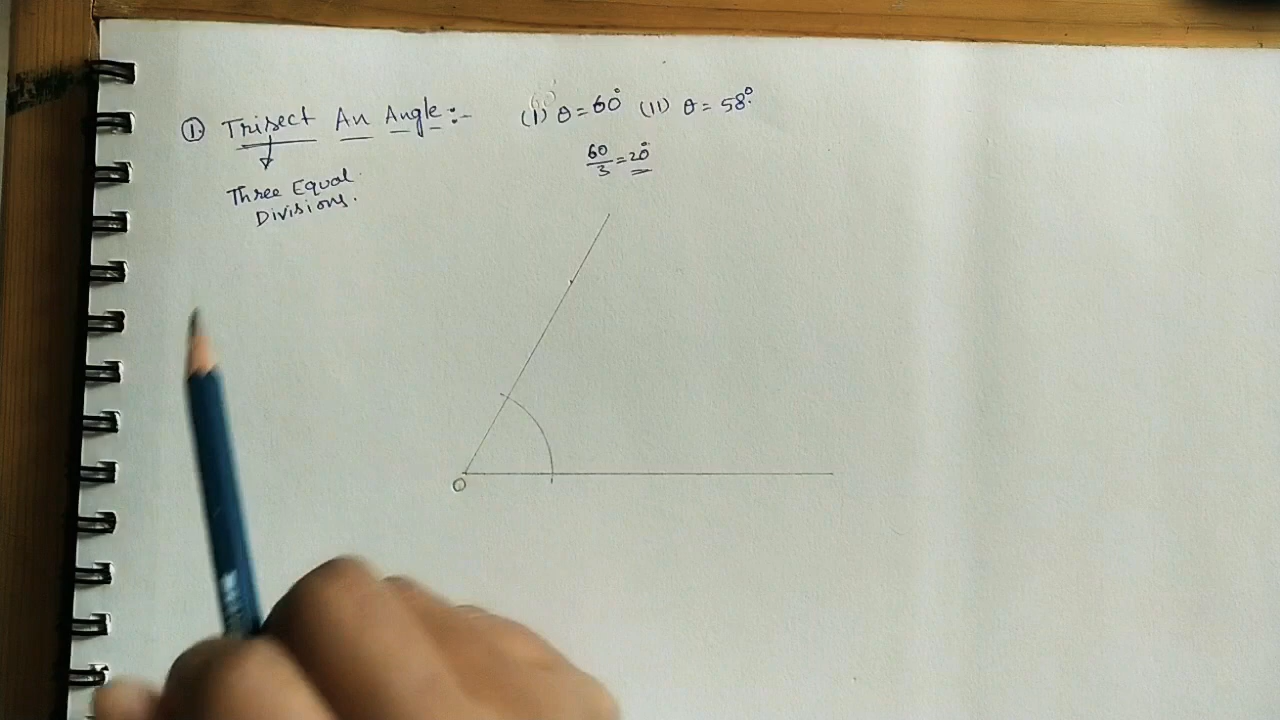 ①. Trisect An Angle:- (I) θ=60° (II) θ= 58°.
60/3=20°
Three Equal
Divisions.
O